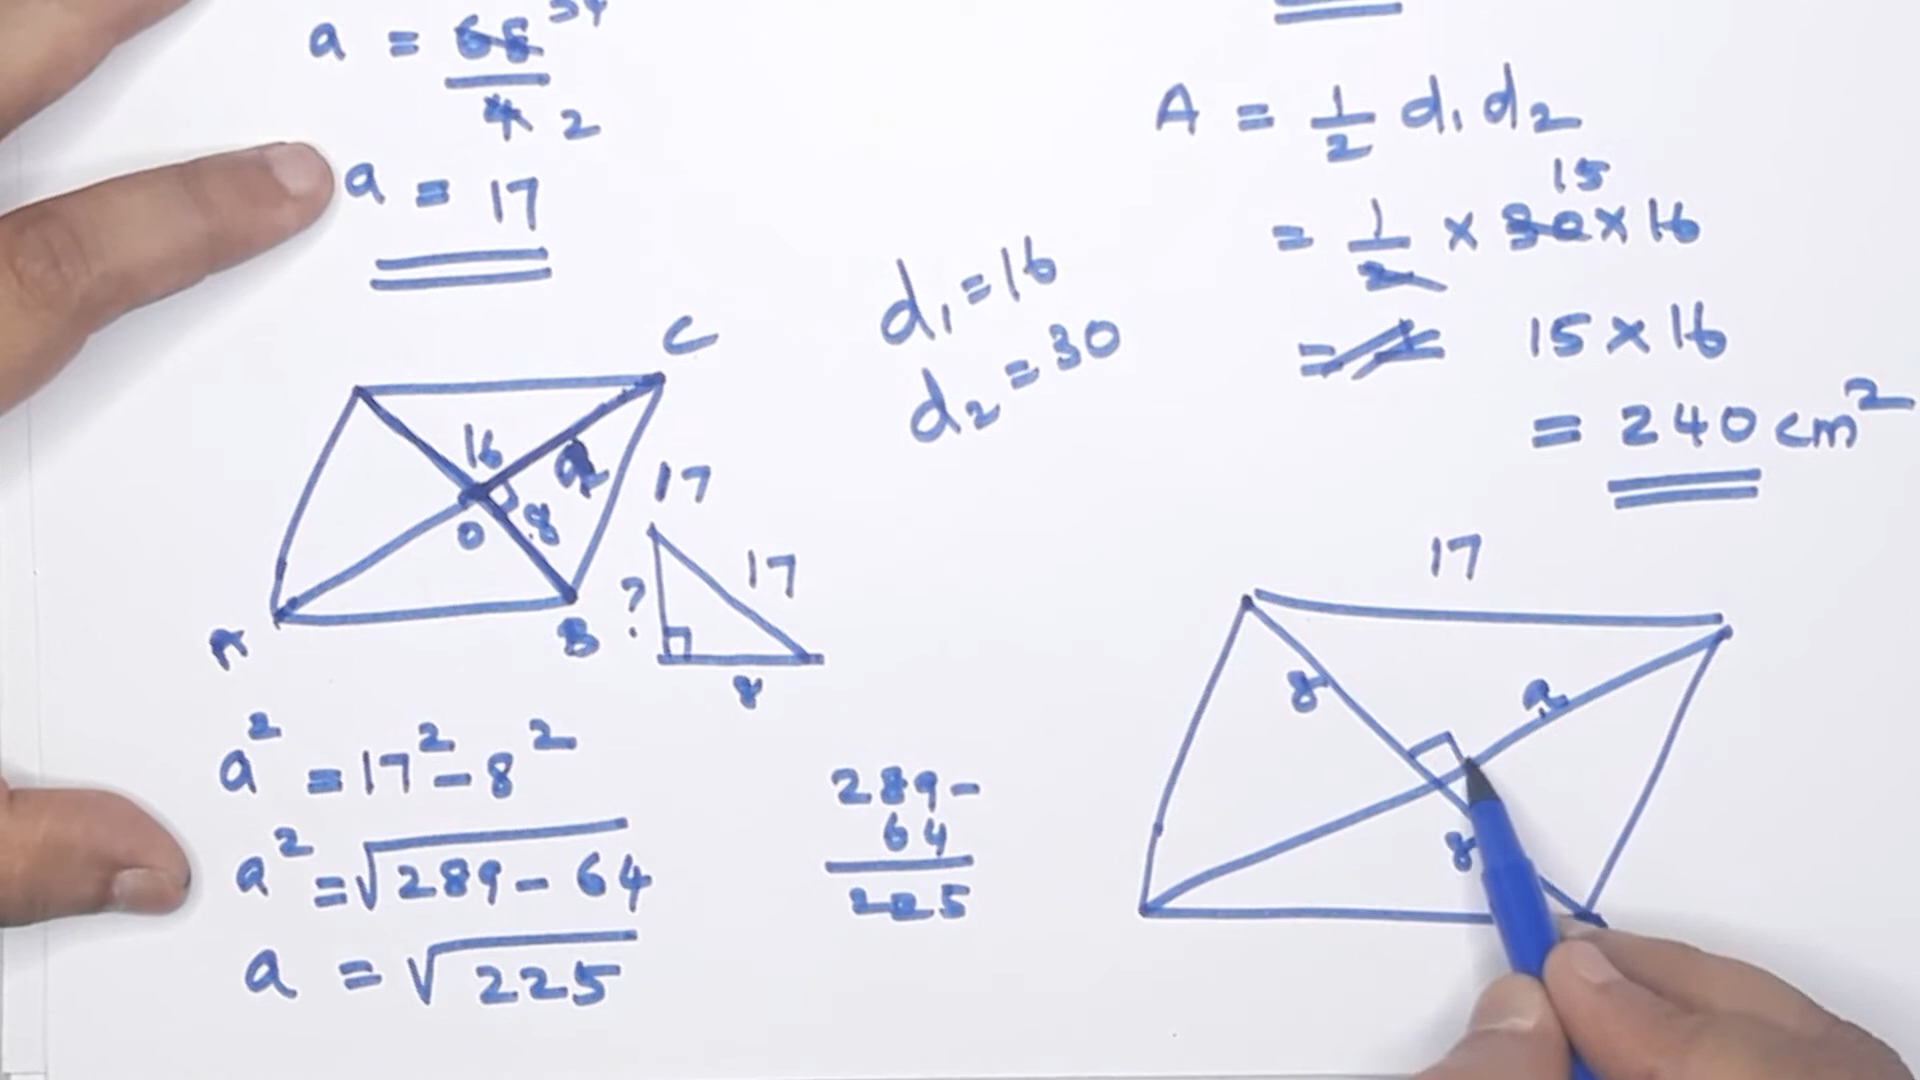 a = 68 34
4 2
a = 17
A = 1/2 d₁ d₂
15
= 1/2 × 30 × 16
d₁ = 16
d₂ = 30
= 15 × 16
= 240 cm²
C
16
a
17
O
8
A
B
?
17
8
a² = 17² - 8²
a² = √289 - 64
a = √225
289 -
64
225
17
8
a
8